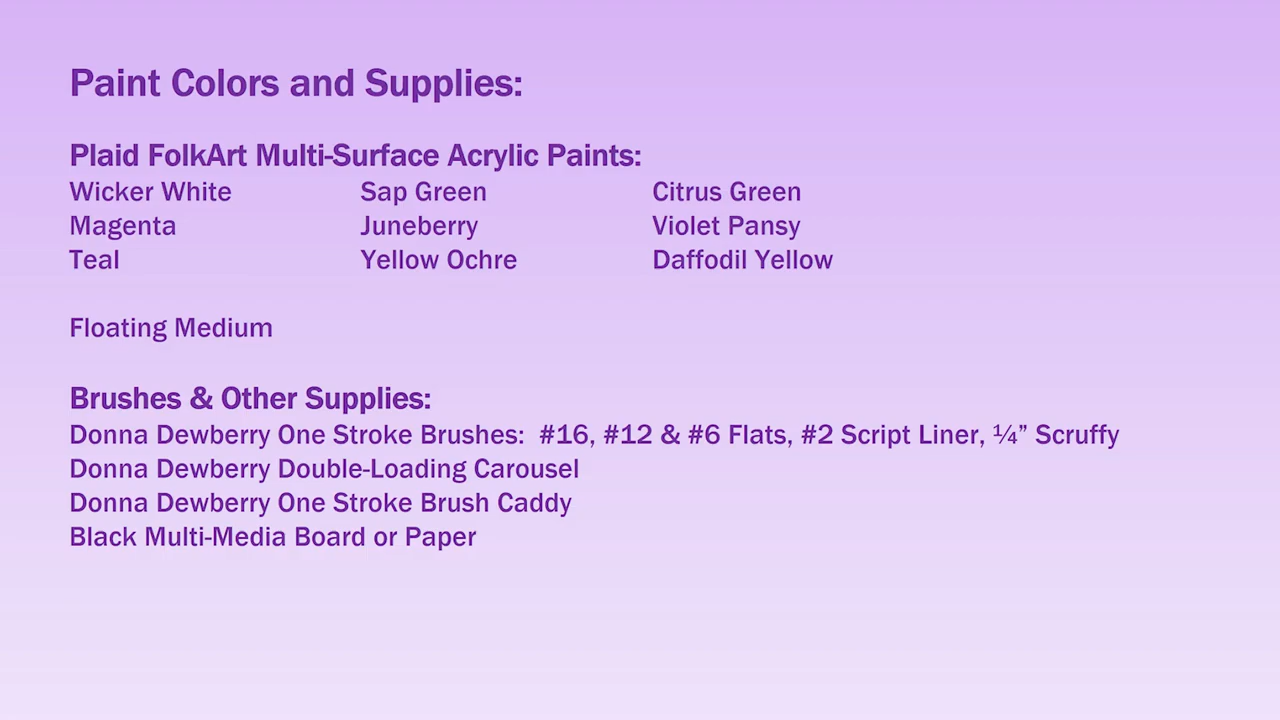 Paint Colors and Supplies:
Plaid FolkArt Multi-Surface Acrylic Paints:
Wicker White Sap Green Citrus Green
Magenta Juneberry Violet Pansy
Teal Yellow Ochre Daffodil Yellow
Floating Medium
Brushes & Other Supplies:
Donna Dewberry One Stroke Brushes: #16, #12 & #6 Flats, #2 Script Liner, ¼” Scruffy
Donna Dewberry Double-Loading Carousel
Donna Dewberry One Stroke Brush Caddy
Black Multi-Media Board or Paper